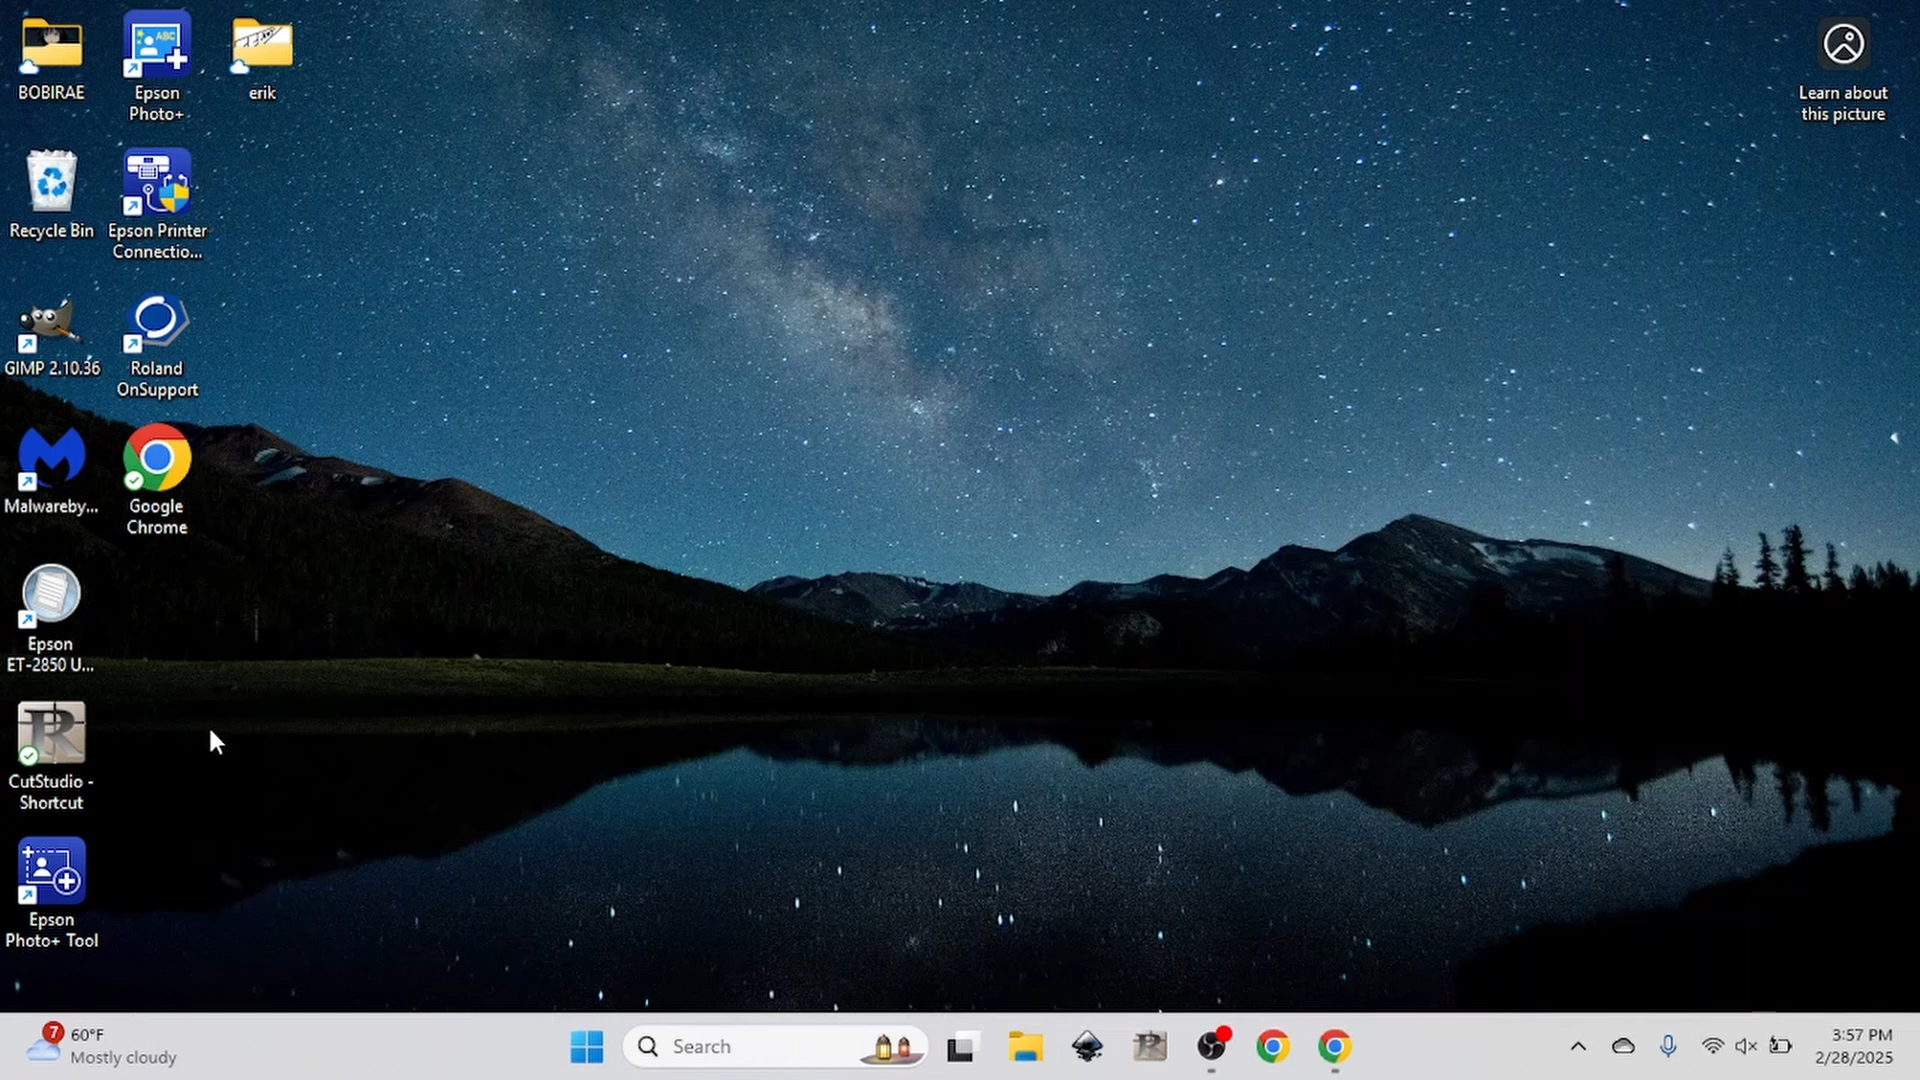 BOBIRAE
Epson
Photo+
erik
Learn about
this picture
Recycle Bin
Epson Printer
Connectio...
GIMP 2.10.36
Roland
OnSupport
Malwareby...
Google
Chrome
Epson
ET-2850 U...
CutStudio -
Shortcut
Epson
Photo+ Tool
7
60°F
Mostly cloudy
Search
3:57 PM
2/28/2025